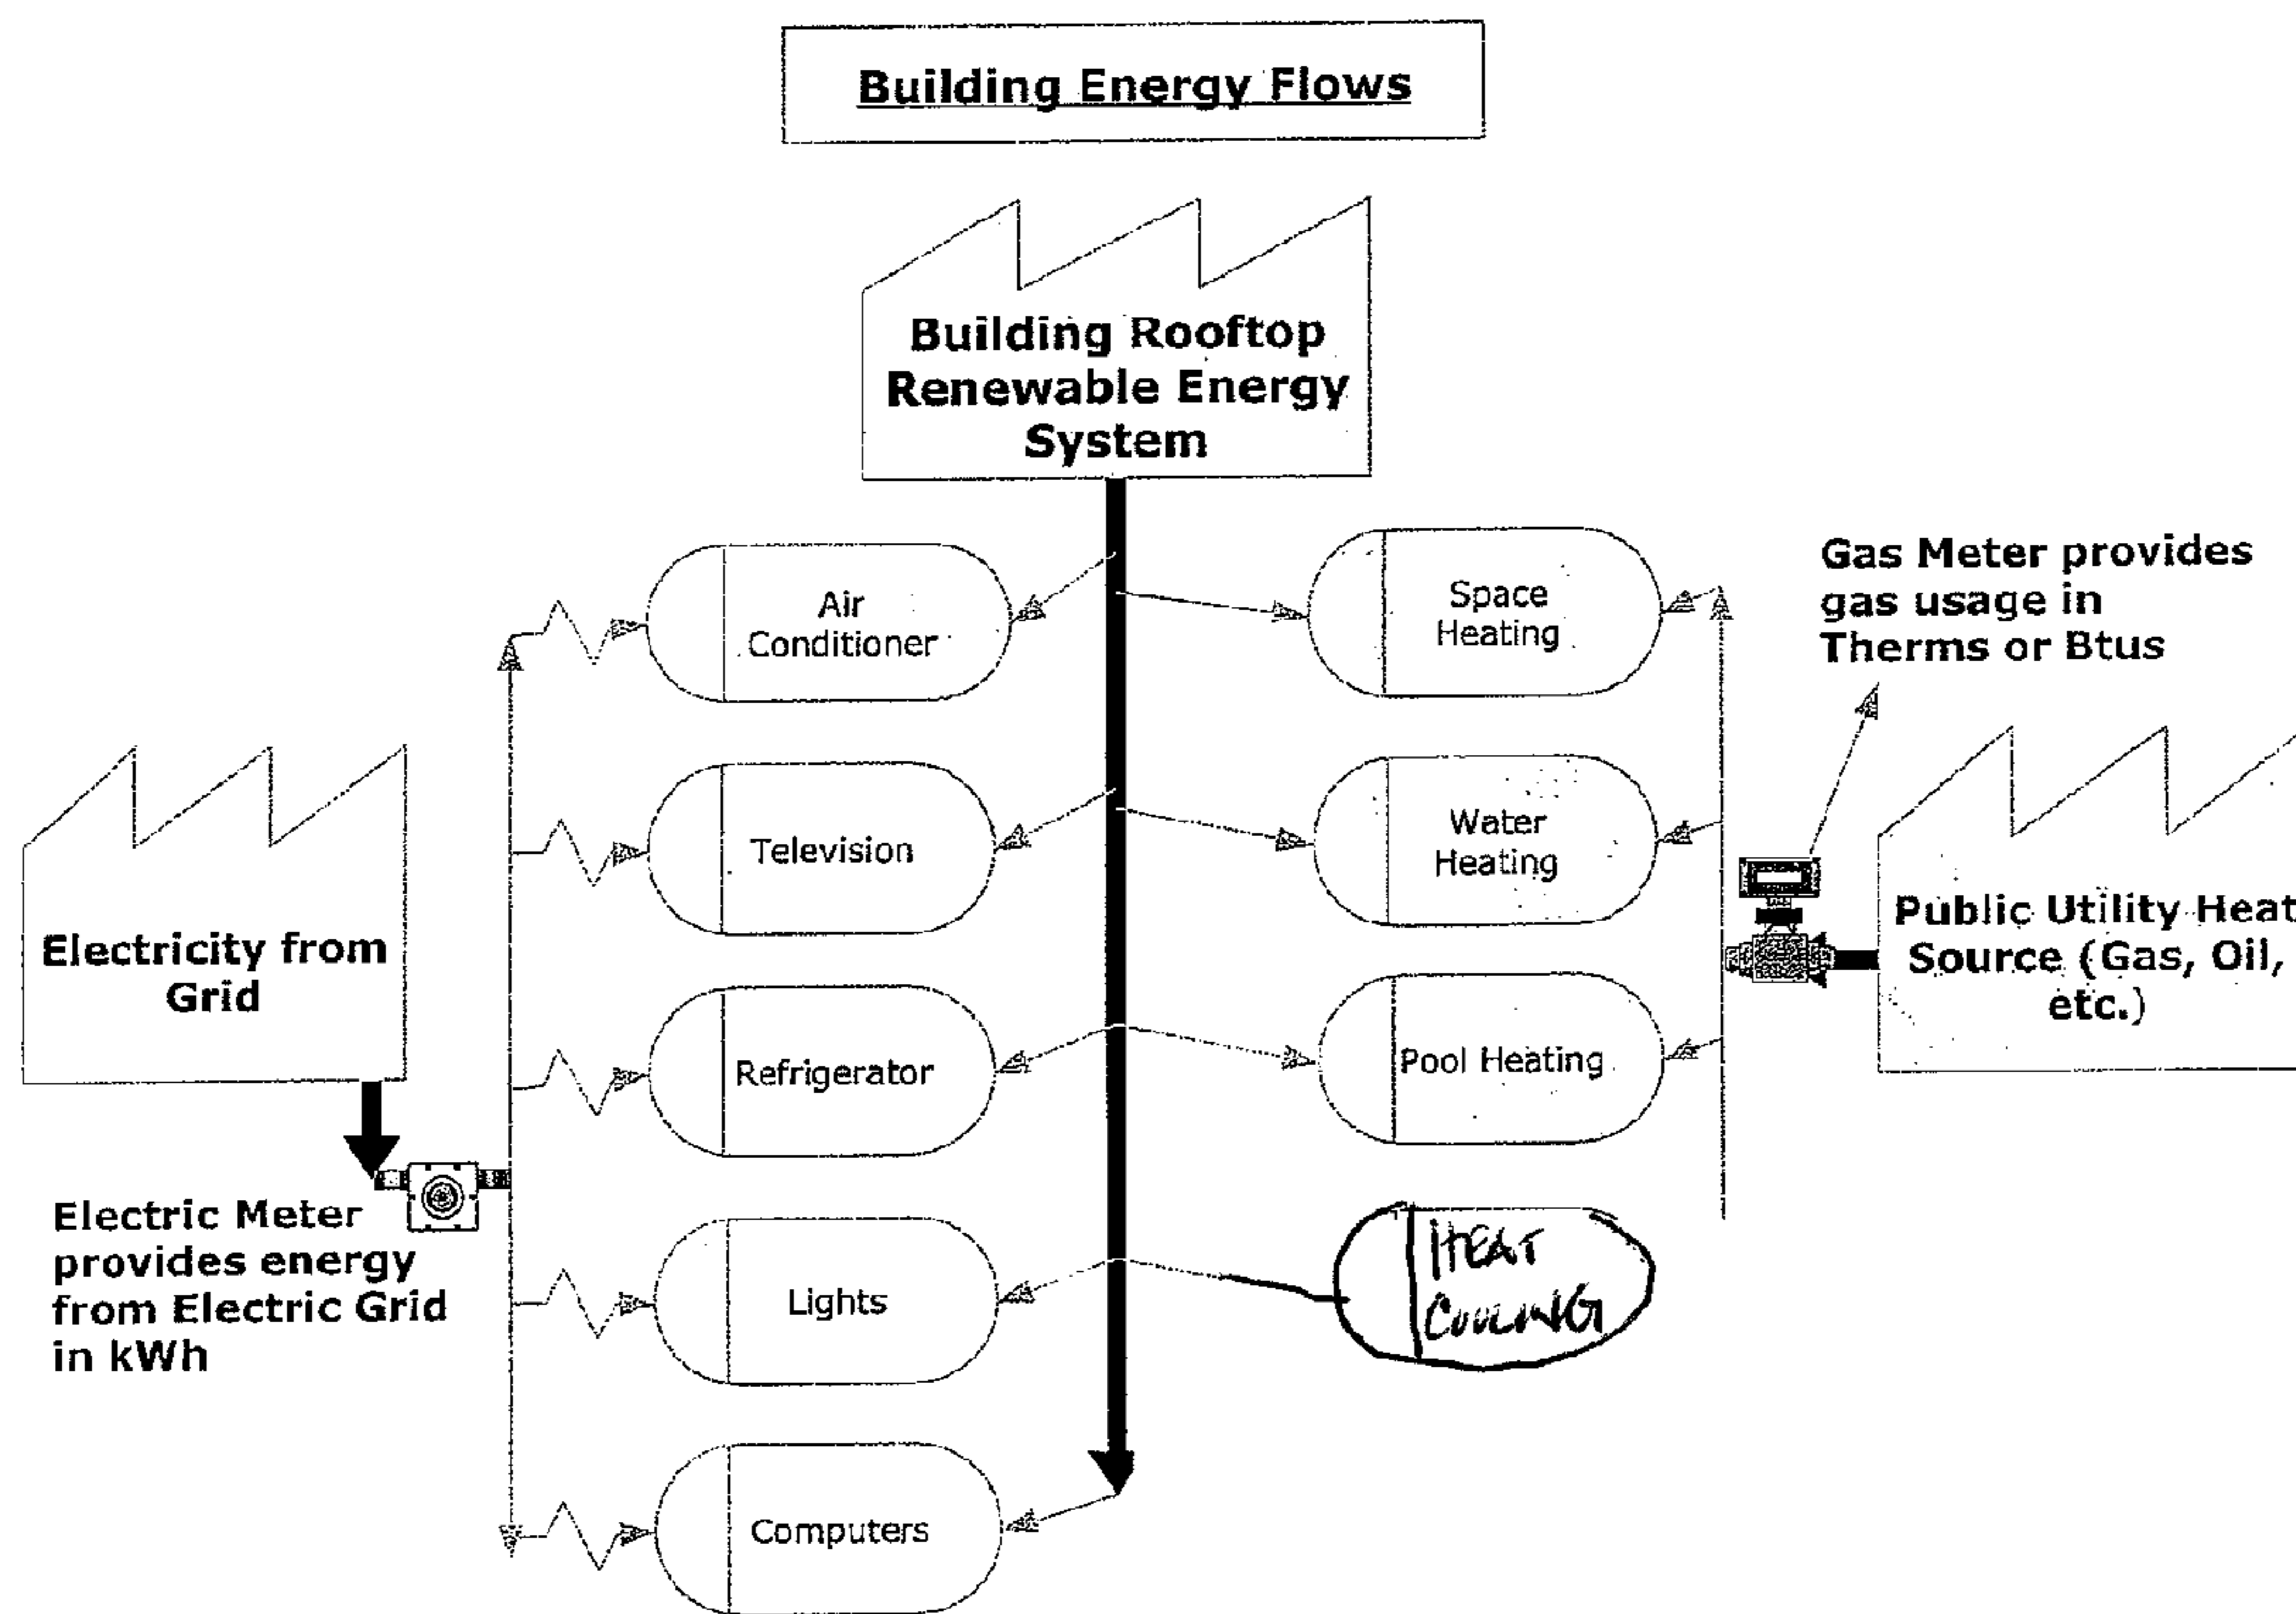 Building Energy Flows
Building Rooftop
Renewable Energy
System
Air
Conditioner
Television
Refrigerator
Lights
Computers
Space
Heating
Water
Heating
Pool Heating
HEAT
COOLING
Gas Meter provides
gas usage in
Therms or Btus
Electricity from
Grid
Public Utility Heat
Source (Gas, Oil,
etc.)
Electric Meter
provides energy
from Electric Grid
in kWh